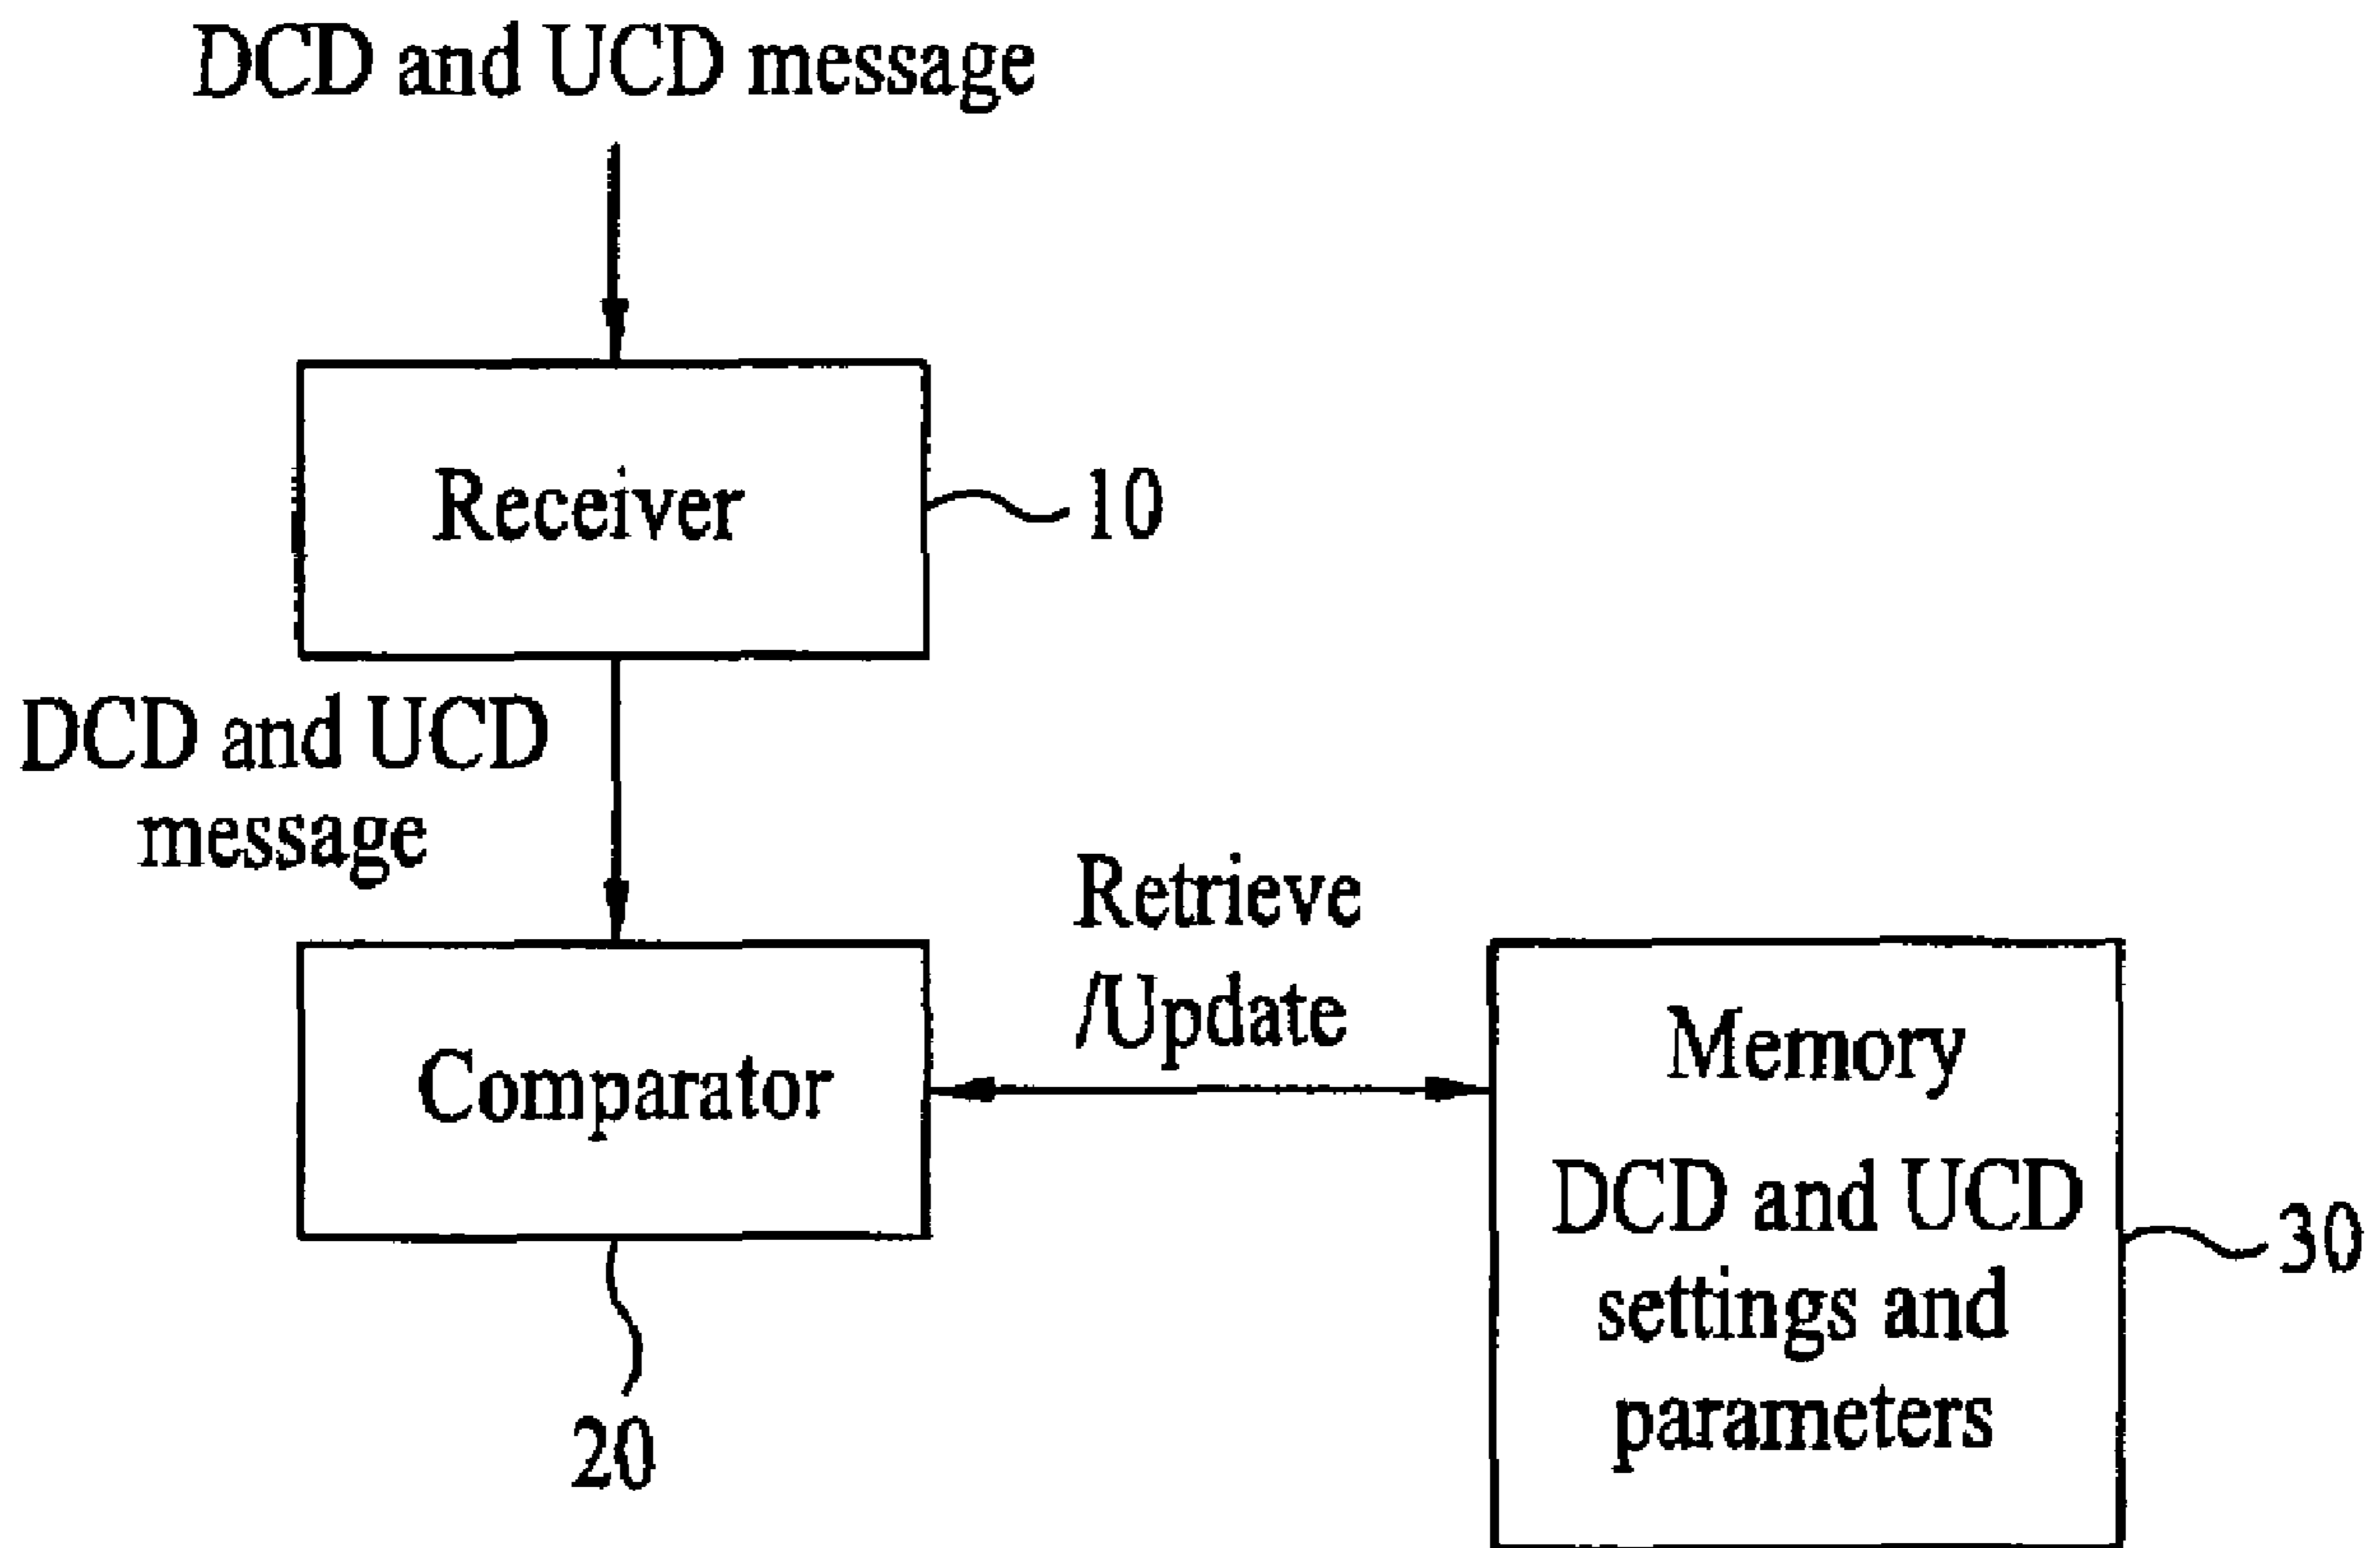 DCD and UCD message
Receiver
10
DCD and UCD
message
Retrieve
/Update
Comparator
20
Memory
DCD and UCD
settings and
parameters
30